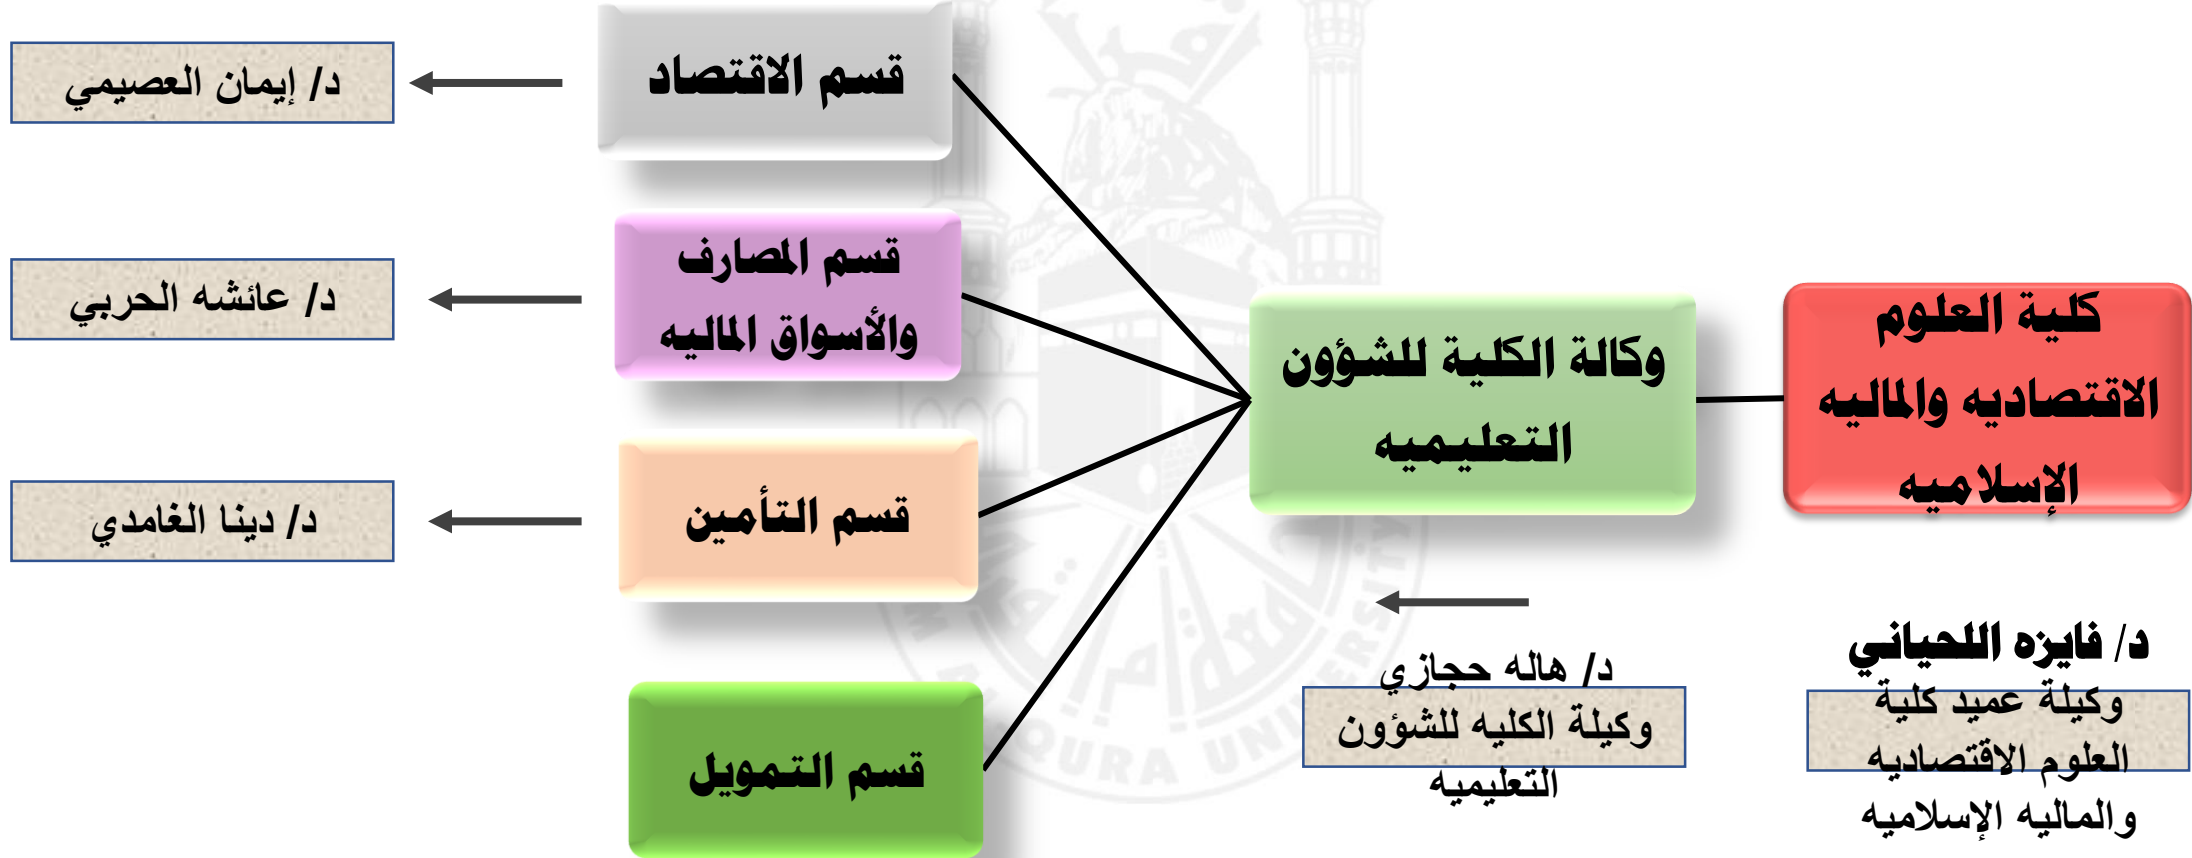 كلية العلوم
الاقتصاديه والماليه
الإسلاميه
د/ فايزه اللحياني
وكيلة عميد كلية
العلوم الاقتصاديه
والماليه الإسلاميه
وكالة الكلية للشؤون
التعليميه
د/ هاله حجازي
وكيلة الكليه للشؤون
التعليميه
قسم الاقتصاد
د/ إيمان العصيمي
قسم المصارف
والأسواق الماليه
د/ عائشه الحربي
قسم التأمين
د/ دينا الغامدي
قسم التمويل
QURA UNIVERSITY